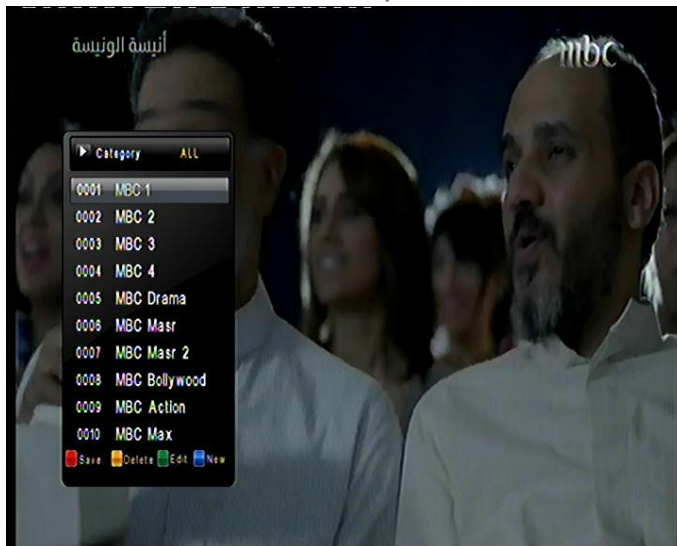 أنيسة الونيسة
mbc
Category ALL
0001 MBC 1
0002 MBC 2
0003 MBC 3
0004 MBC 4
0005 MBC Drama
0006 MBC Masr
0007 MBC Masr 2
0008 MBC Bollywood
0009 MBC Action
0010 MBC Max
Save Delete Edit New